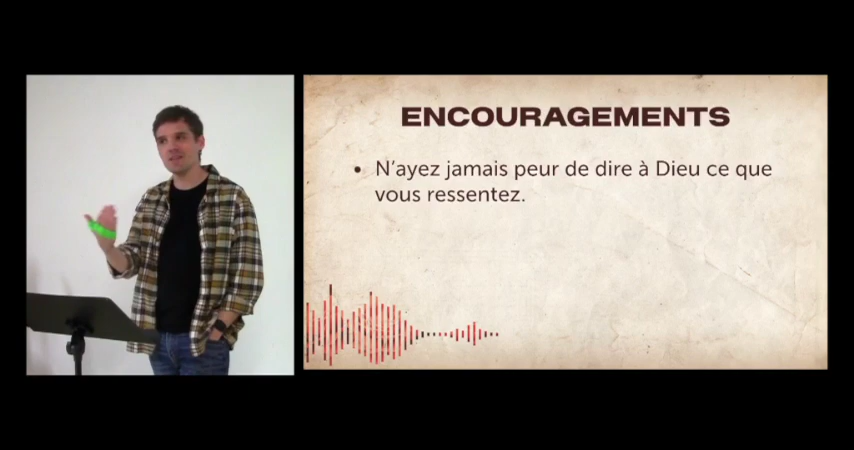 ENCOURAGEMENTS
• N'ayez jamais peur de dire à Dieu ce que
vous ressentez.